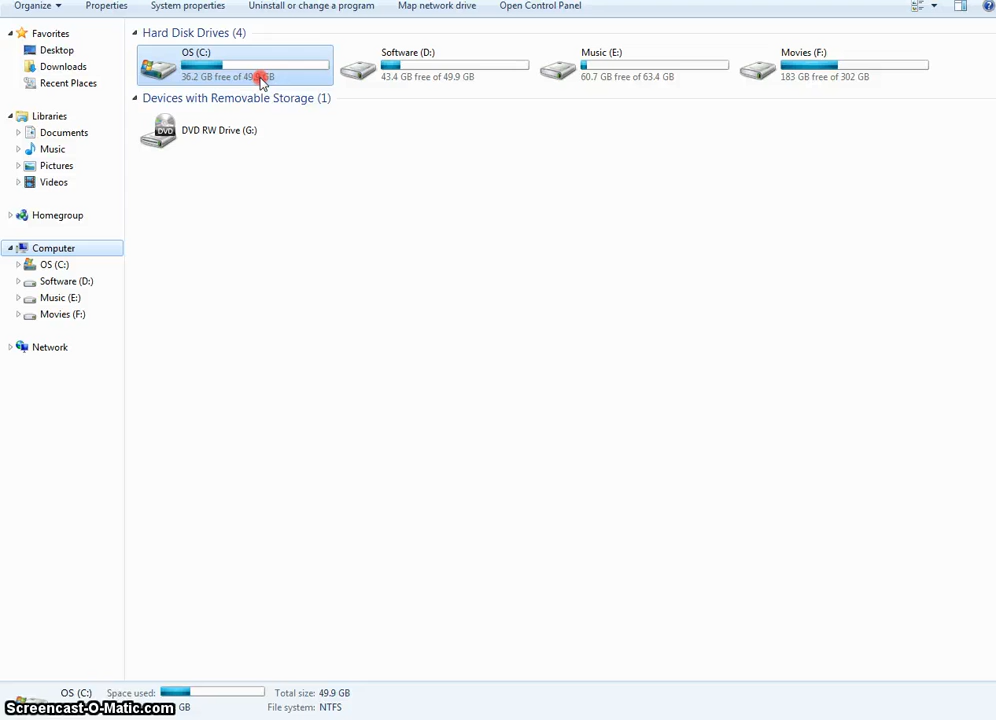 Organize Properties System properties Uninstall or change a program Map network drive Open Control Panel
Favorites
Desktop
Downloads
Recent Places
Libraries
Documents
Music
Pictures
Videos
Homegroup
Computer
OS (C:)
Software (D:)
Music (E:)
Movies (F:)
Network
Hard Disk Drives (4)
OS (C:)
36.2 GB free of GB
Software (D:)
43.4 GB free of 49.9 GB
Music (E:)
60.7 GB free of 63.4 GB
Movies (F:)
183 GB free of 302 GB
Devices with Removable Storage (1)
DVD
DVD RW Drive (G:)
OS (C:) Space used: Total size: 49.9 GB
GB File system: NTFS
Screencast-O-Matic.com